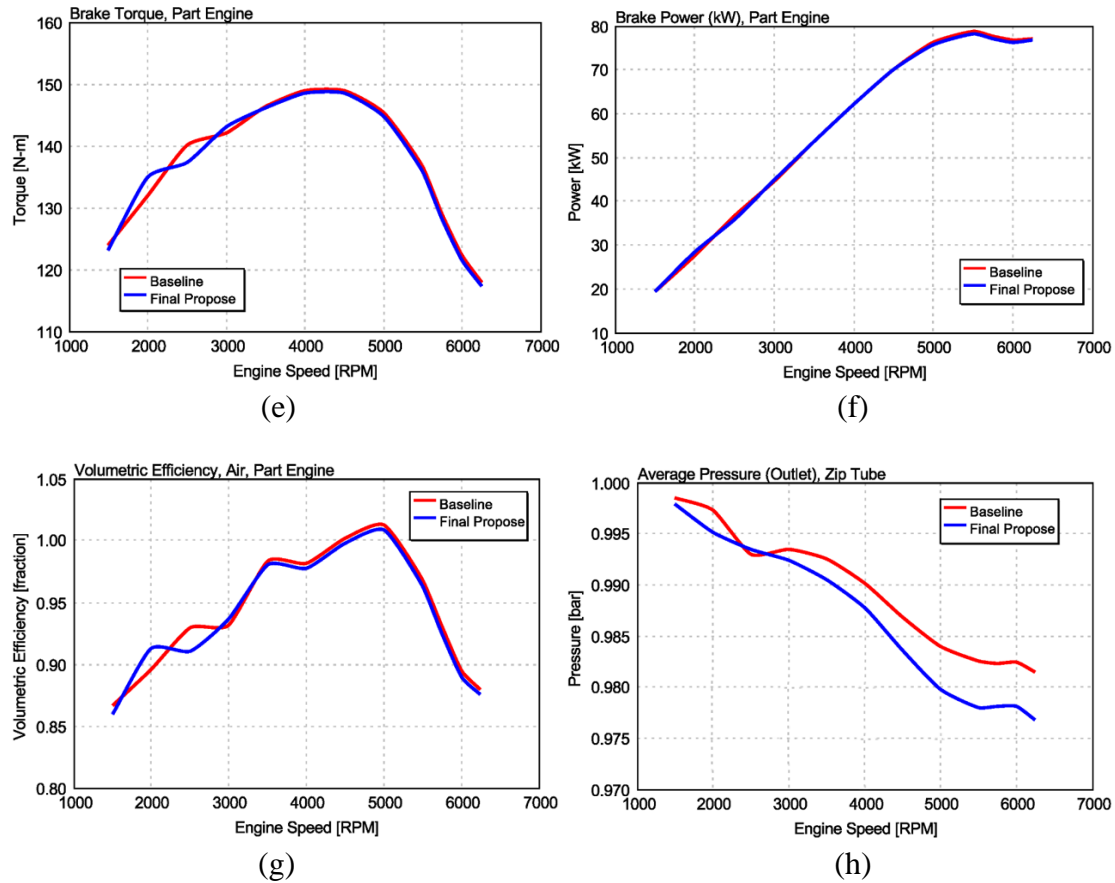 Brake Torque, Part Engine
160
150
140
130
120
110
Torque [N-m]
Baseline
Final Propose
1000 2000 3000 4000 5000 6000 7000
Engine Speed [RPM]
(e)
Brake Power (kW), Part Engine
80
70
60
50
40
30
20
10
Power [kW]
Baseline
Final Propose
1000 2000 3000 4000 5000 6000 7000
Engine Speed [RPM]
(f)
Volumetric Efficiency, Air, Part Engine
1.05
1.00
0.95
0.90
0.85
0.80
Volumetric Efficiency [fraction]
Baseline
Final Propose
1000 2000 3000 4000 5000 6000 7000
Engine Speed [RPM]
(g)
Average Pressure (Outlet), Zip Tube
1.000
0.995
0.990
0.985
0.980
0.975
0.970
Pressure [bar]
Baseline
Final Propose
1000 2000 3000 4000 5000 6000 7000
Engine Speed [RPM]
(h)